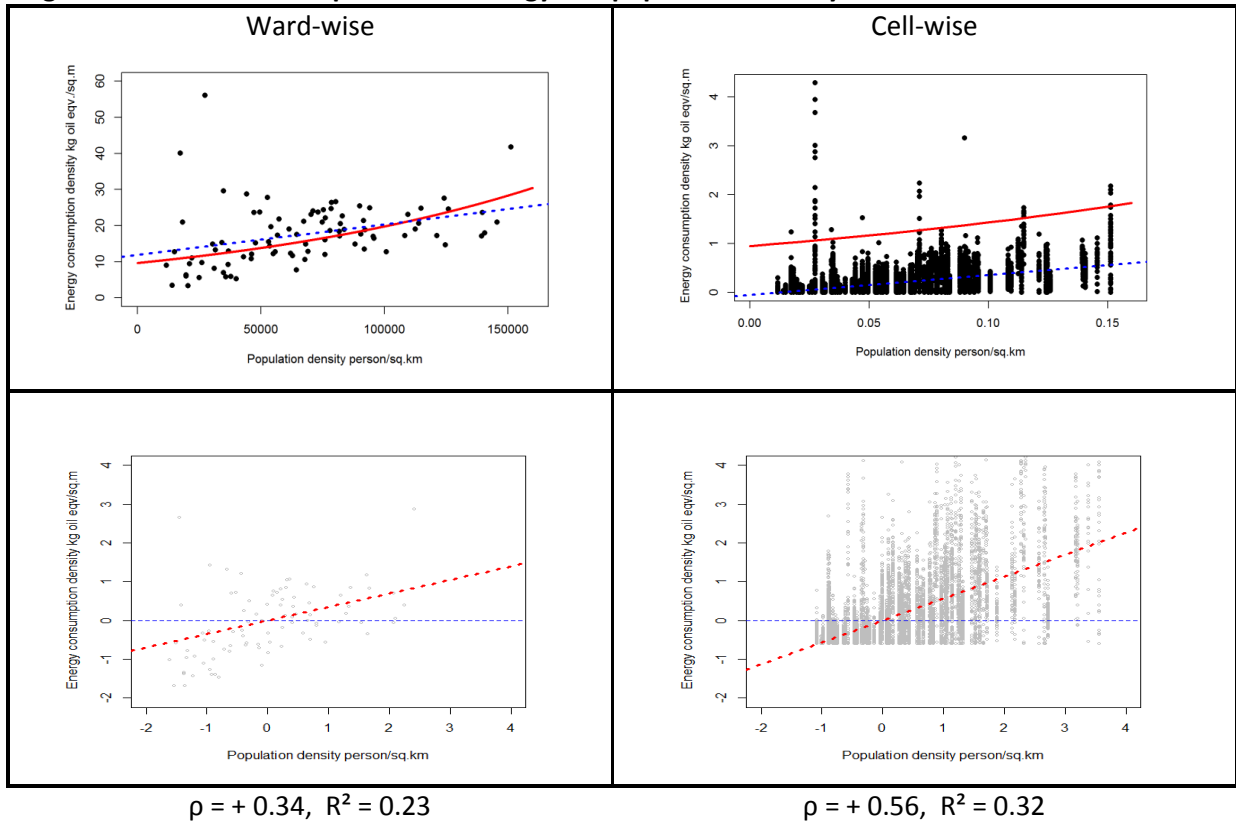 Ward-wise
Energy consumption density kg oil eqv./sq.m
60
50
40
30
20
10
0
0 50000 100000 150000
Population density person/sq.km
Cell-wise
Energy consumption density kg oil eqv/sq.m
4
3
2
1
0
0.00 0.05 0.10 0.15
Population density person/sq.km
Energy consumption density kg oil eqv/sq.m
4
3
2
1
0
-1
-2
-2 -1 0 1 2 3 4
Population density person/sq.km
Energy consumption density kg oil eqv/sq.m
4
3
2
1
0
-1
-2
-2 -1 0 1 2 3 4
Population density person/sq.km
ρ = + 0.34, R² = 0.23
ρ = + 0.56, R² = 0.32